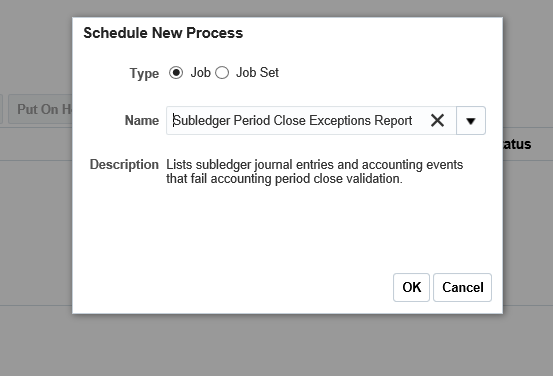 Schedule New Process
Type Job Job Set
Put On H
Name Subledger Period Close Exceptions Report
atus
Description Lists subledger journal entries and accounting events
that fail accounting period close validation.
OK Cancel